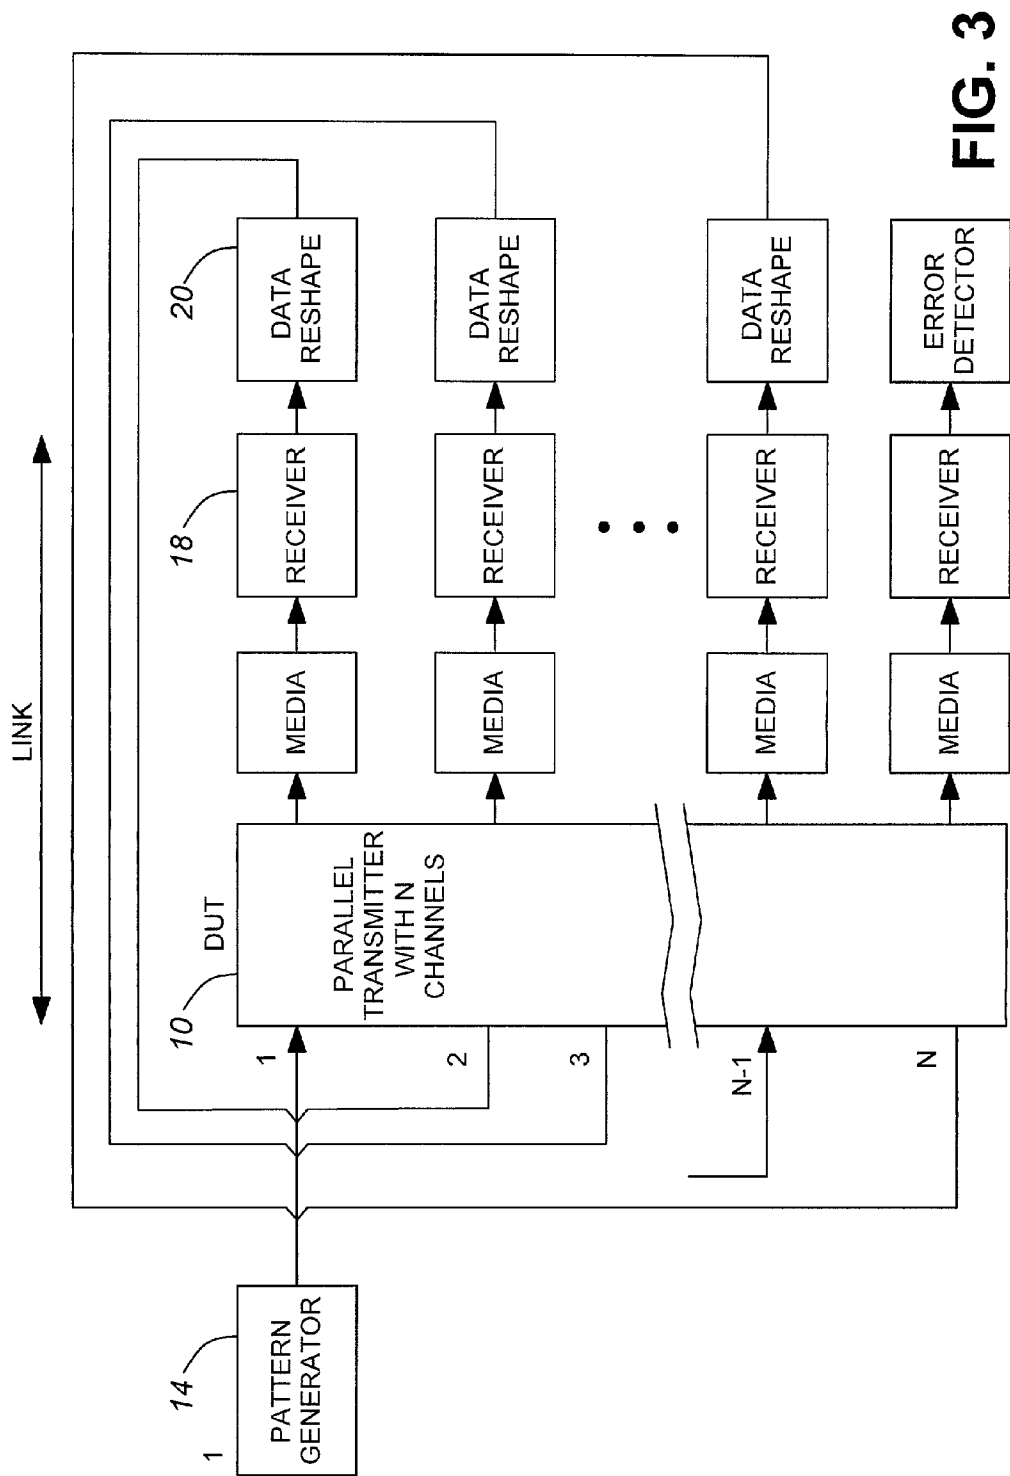 LINK
14
1
PATTERN
GENERATOR
10
DUT
1
2
3
N-1
N
PARALLEL
TRANSMITTER
WITH N
CHANNELS
MEDIA
18
RECEIVER
20
DATA
RESHAPE
MEDIA
RECEIVER
DATA
RESHAPE
MEDIA
RECEIVER
DATA
RESHAPE
MEDIA
RECEIVER
ERROR
DETECTOR
FIG. 3